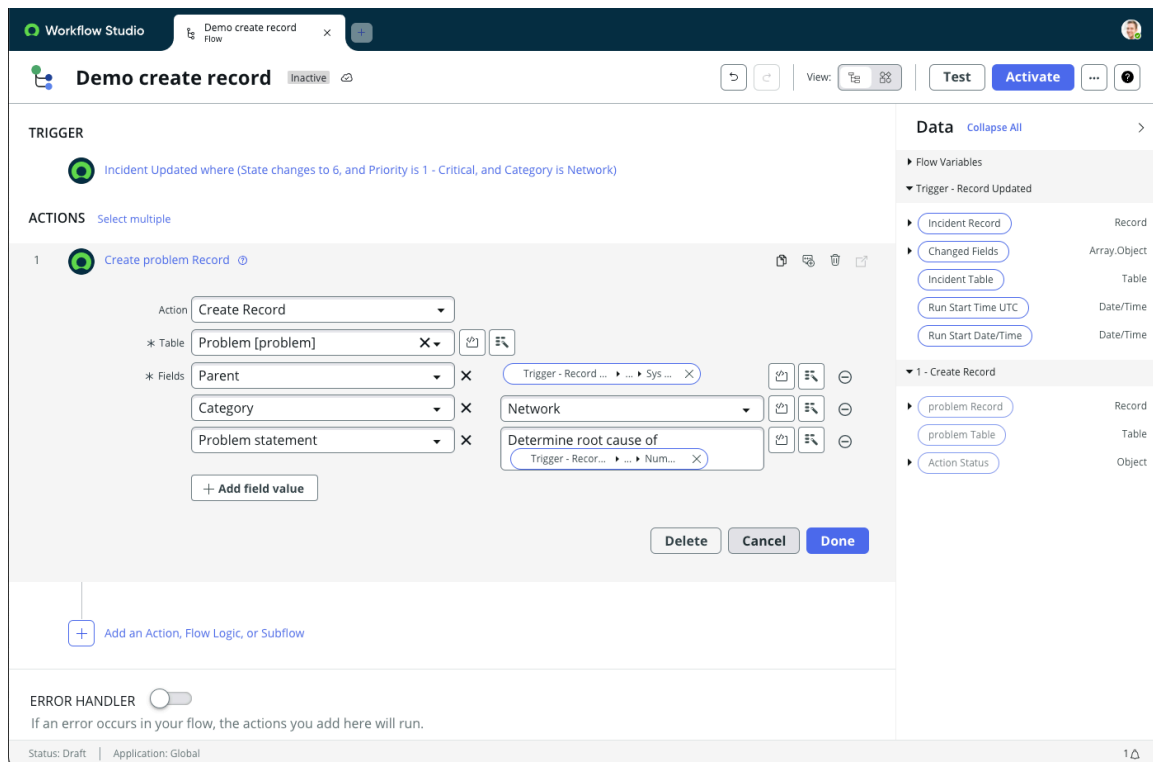 Workflow Studio
Demo create record
Flow
Demo create record Inactive
View: Test Activate
TRIGGER
Incident Updated where (State changes to 6, and Priority is 1 - Critical, and Category is Network)
ACTIONS Select multiple
1 Create problem Record
Action Create Record
* Table Problem [problem]
* Fields Parent Trigger - Record ... ▸ ... ▸ Sys ...
Category Network
Problem statement Determine root cause of
Trigger - Recor... ▸ ... ▸ Num...
+ Add field value
Delete Cancel Done
Add an Action, Flow Logic, or Subflow
ERROR HANDLER
If an error occurs in your flow, the actions you add here will run.
Data Collapse All
Flow Variables
Trigger - Record Updated
Incident Record Record
Changed Fields Array.Object
Incident Table Table
Run Start Time UTC Date/Time
Run Start Date/Time Date/Time
1 - Create Record
problem Record Record
problem Table Table
Action Status Object
Status: Draft | Application: Global 1